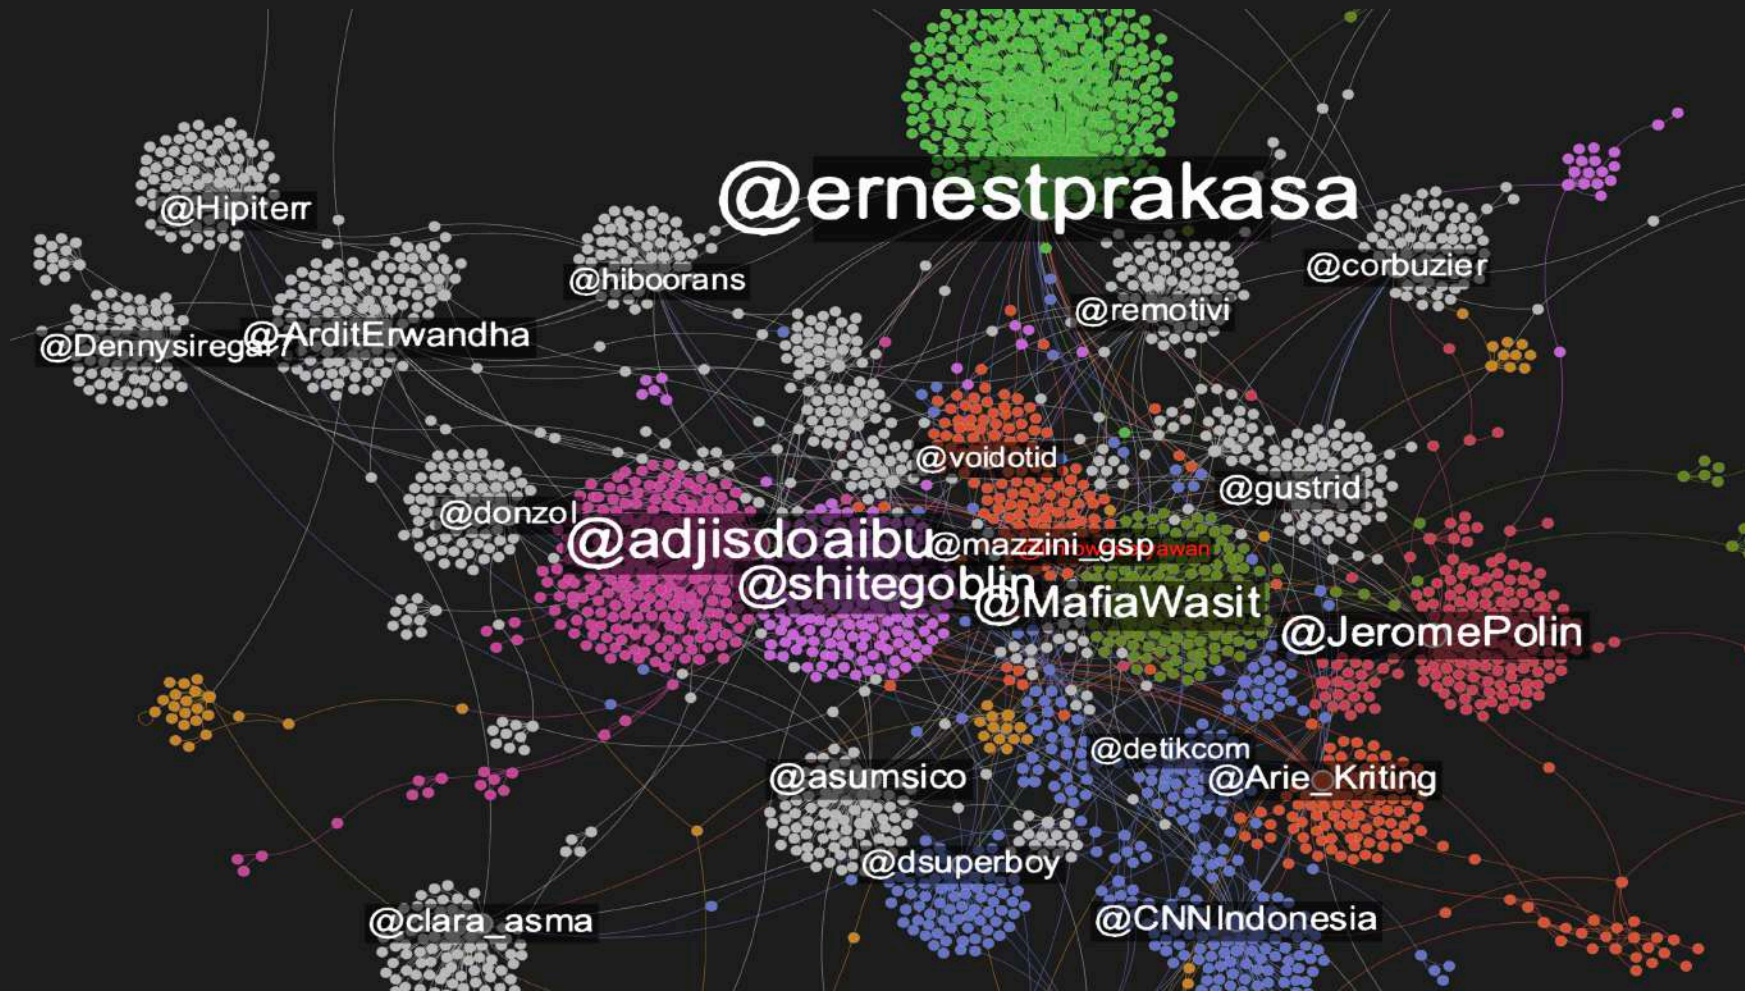 @ernestprakasa
@Hipiterr
@corbuzier
@hiboorans
@remotivi
@ArditErwandha
@Dennysiregar7
@voidotid
@gustrid
@donzol
@adjisdoaibu
@mazzini_gsp
@shitegoblin
@MafiaWasit
@JeromePolin
@detikcom
@asumsico
@Arie_Kriting
@dsuperboy
@clara_asma
@CNNIndonesia